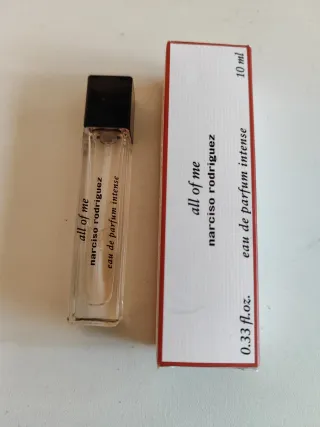 all of me
narciso rodriguez
eau de parfum intense
all of me
narciso rodriguez
0.33 fl.oz. eau de parfum intense 10 ml